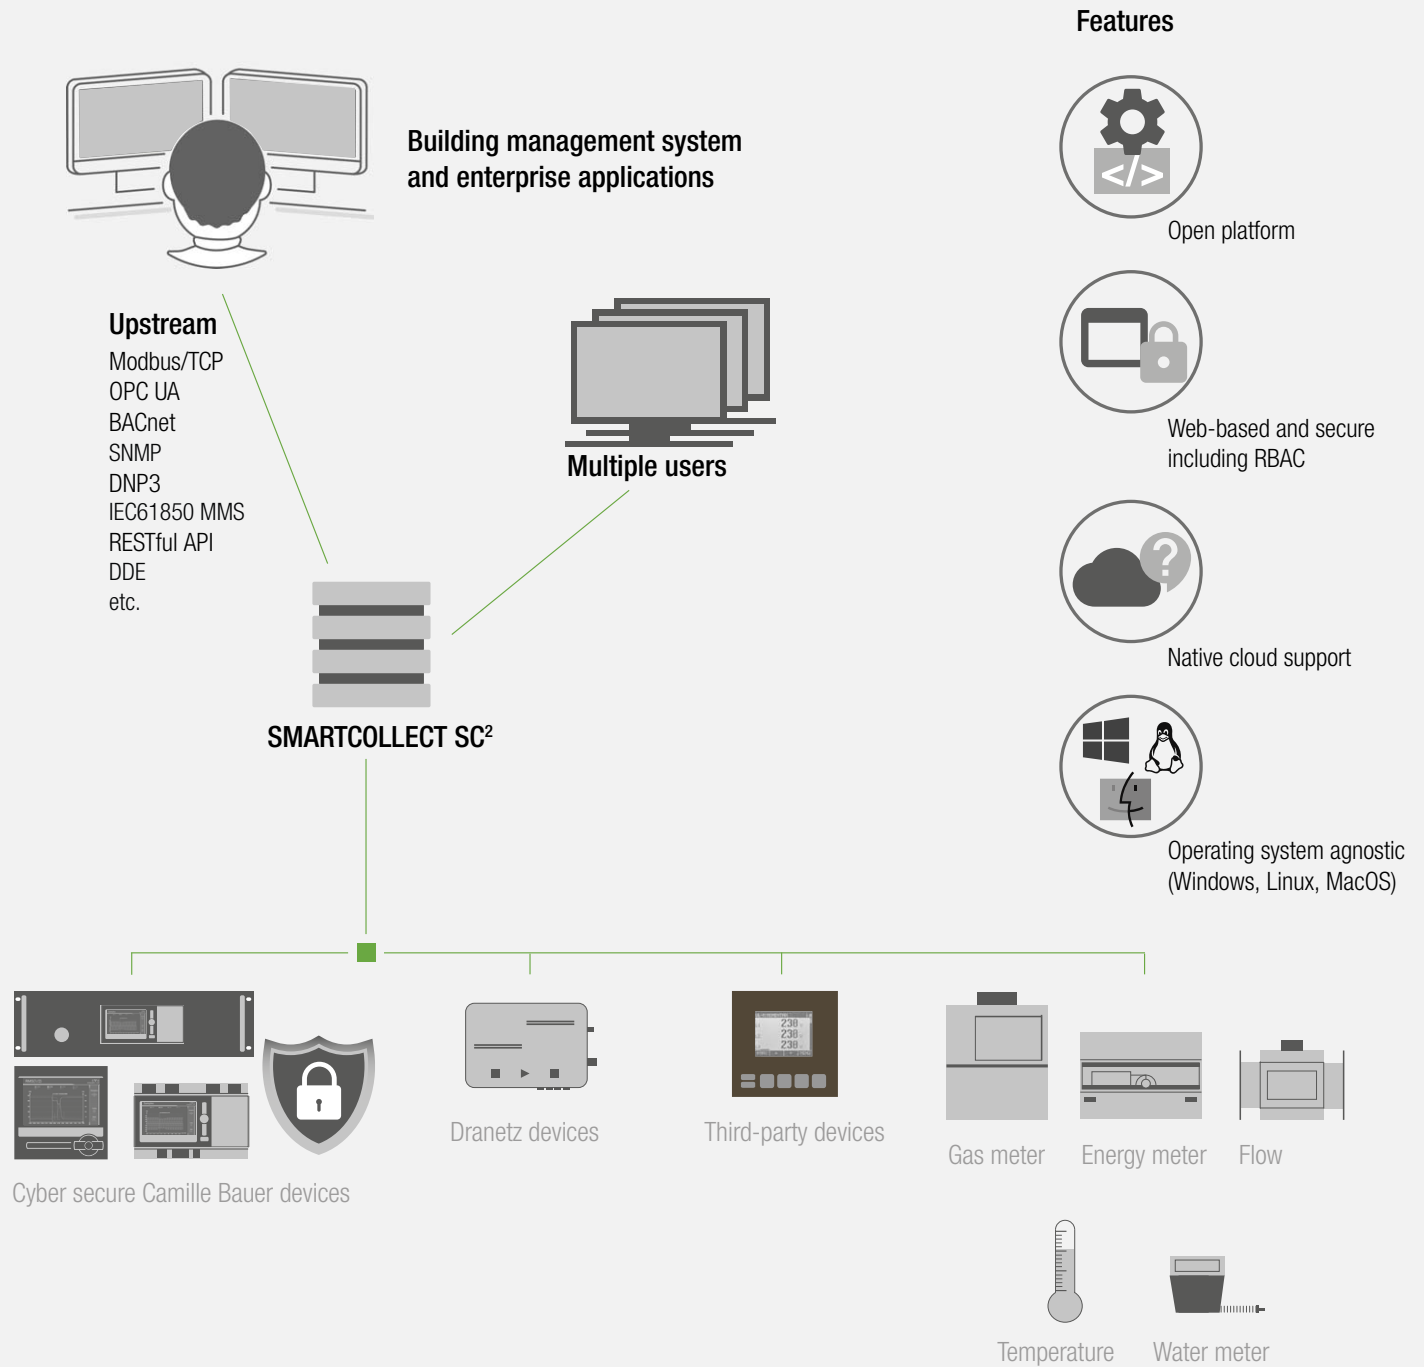 Features
Building management system
and enterprise applications
</>
Open platform
Upstream
Modbus/TCP
OPC UA
BACnet
SNMP
DNP3
IEC61850 MMS
RESTful API
DDE
etc.
Multiple users
Web-based and secure
including RBAC
?
Native cloud support
SMARTCOLLECT SC²
Operating system agnostic
(Windows, Linux, MacOS)
238
238
238
Cyber secure Camille Bauer devices
Dranetz devices
Third-party devices
Gas meter
Energy meter
Flow
Temperature
Water meter